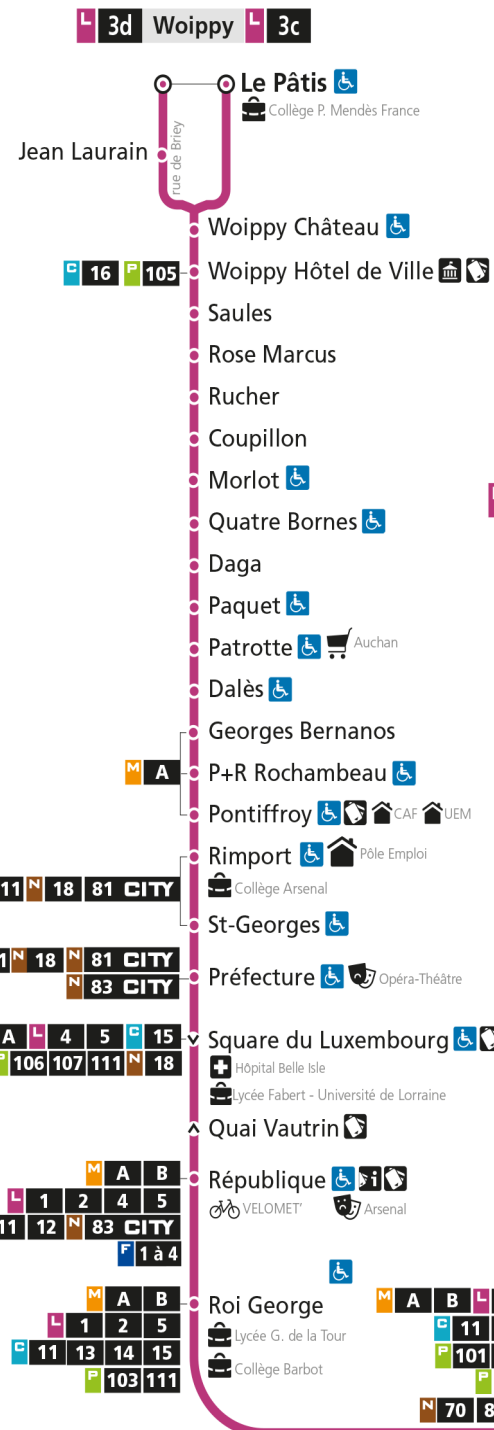 L 3d Woippy L 3c
Le Pâtis
Collège P. Mendès France
rue de Briey
Jean Laurain
Woippy Château
C 16 P 105 Woippy Hôtel de Ville
Saules
Rose Marcus
Rucher
Coupillon
Morlot
Quatre Bornes
Daga
Paquet
Patrotte Auchan
Dalès
Georges Bernanos
M A P+R Rochambeau
Pontiffroy CAF UEM
Rimport Pôle Emploi
11 N 18 81 CITY Collège Arsenal
St-Georges
1 N 18 N 81 CITY
N 83 CITY
Préfecture Opéra-Théâtre
A L 4 5 C 15 Square du Luxembourg
P 106 107 111 N 18 Hôpital Belle Isle
Lycée Fabert - Université de Lorraine
Quai Vautrin
M A B République i
L 1 2 4 5 VELOMET' Arsenal
11 12 N 83 CITY
F 1 à 4
M A B Roi George M A B L
L 1 2 5 Lycée G. de la Tour C 11
C 11 13 14 15 Collège Barbot P 101
P 103 111 P
N 70 8